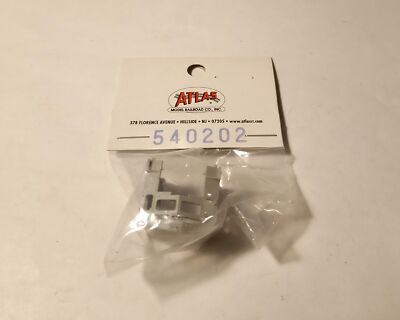 ATLAS
MODEL RAILROAD CO., INC.
378 FLORENCE AVENUE • HILLSIDE • NJ • 07205 • www.atlasrr.com
540202